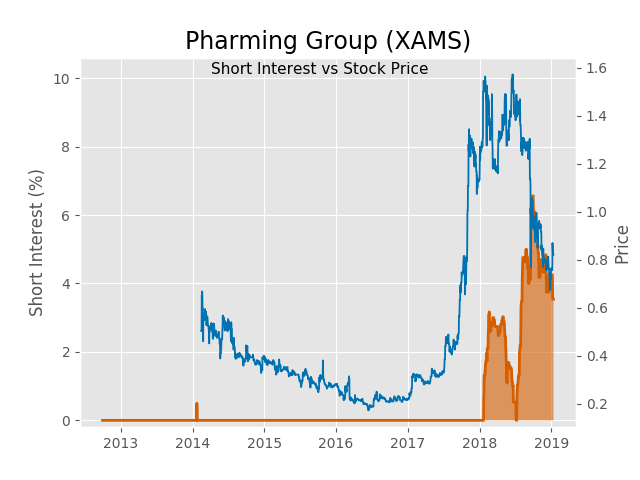 Pharming Group (XAMS)
Short Interest vs Stock Price
Short Interest (%)
10
8
6
4
2
0
1.6
1.4
1.2
1.0
0.8
0.6
0.4
0.2
Price
2013 2014 2015 2016 2017 2018 2019